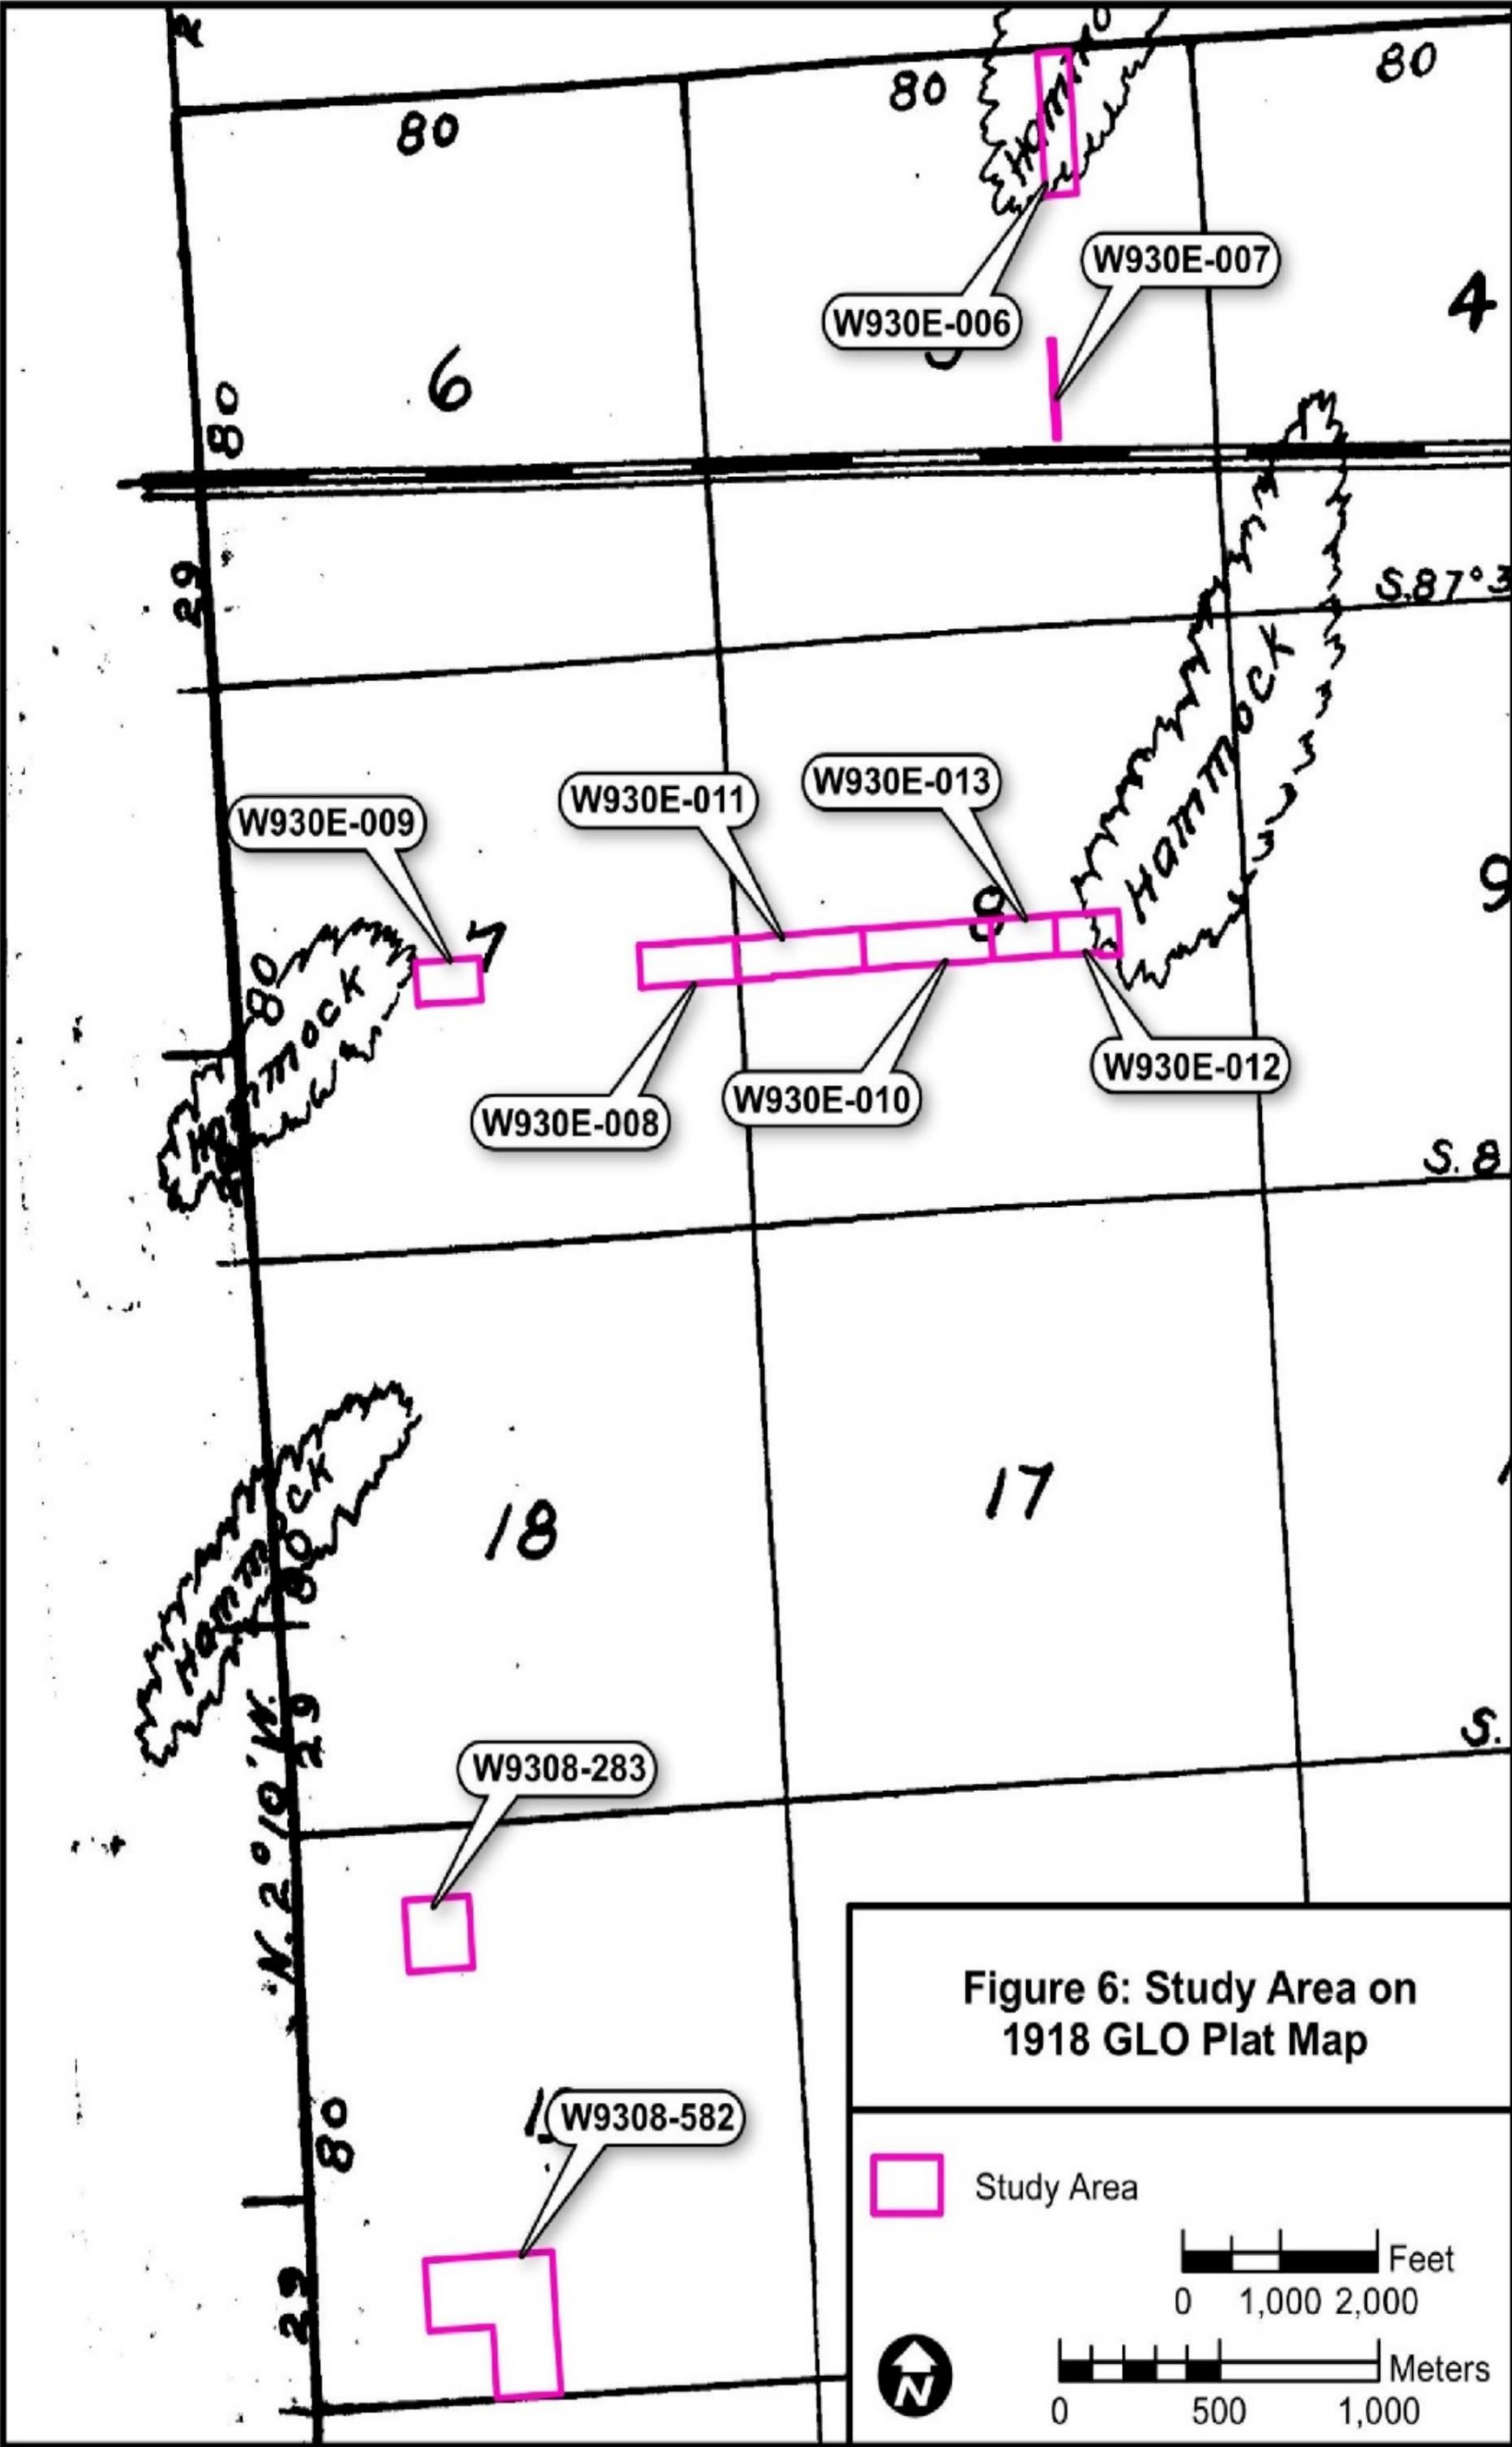 80
80
80
Hamm
W930E-007
W930E-006
4
6
80
29
S.87°3
Hammock
W930E-013
W930E-011
W930E-009
9
8
7
80
Hammock
W930E-012
W930E-010
W930E-008
S. 8
Hammock
17
18
80
29
N. 2° 10' W.
S.
W9308-283
Figure 6: Study Area on
1918 GLO Plat Map
W9308-582
80
Study Area
Feet
0 1,000 2,000
29
N
Meters
0 500 1,000